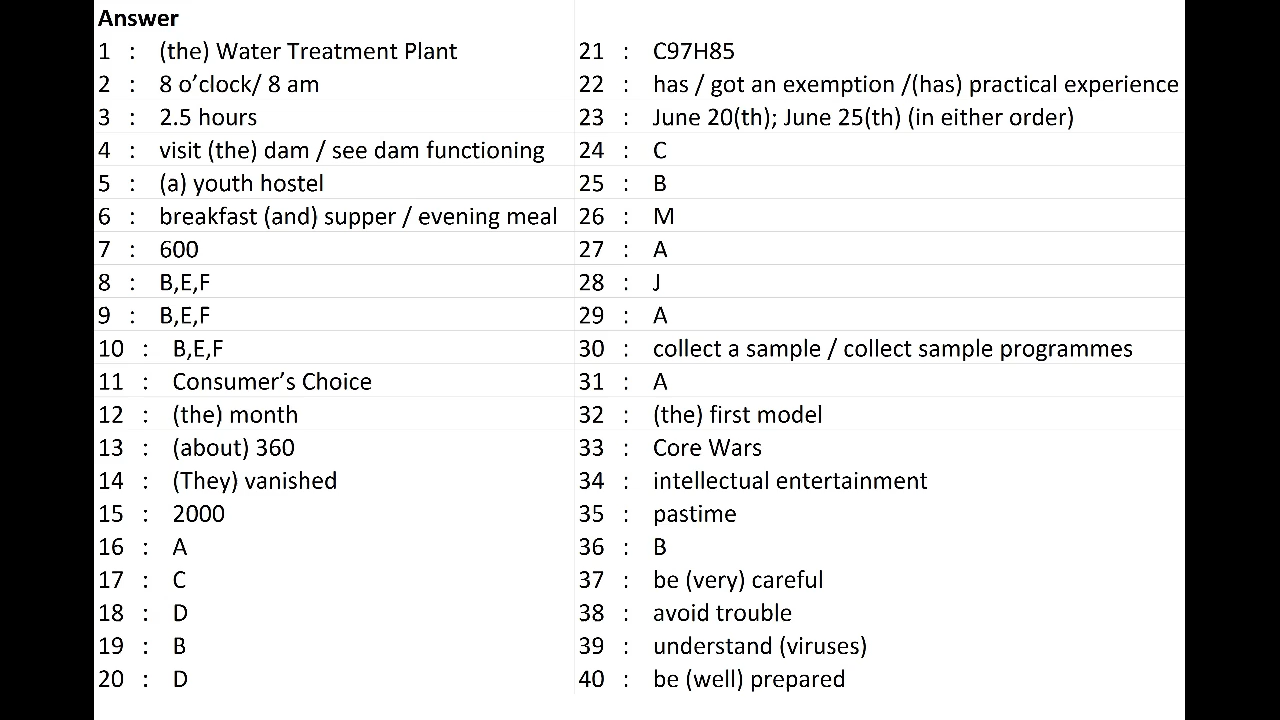 Answer
1 : (the) Water Treatment Plant
2 : 8 o’clock/ 8 am
3 : 2.5 hours
4 : visit (the) dam / see dam functioning
5 : (a) youth hostel
6 : breakfast (and) supper / evening meal
7 : 600
8 : B,E,F
9 : B,E,F
10 : B,E,F
11 : Consumer’s Choice
12 : (the) month
13 : (about) 360
14 : (They) vanished
15 : 2000
16 : A
17 : C
18 : D
19 : B
20 : D
21 : C97H85
22 : has / got an exemption /(has) practical experience
23 : June 20(th); June 25(th) (in either order)
24 : C
25 : B
26 : M
27 : A
28 : J
29 : A
30 : collect a sample / collect sample programmes
31 : A
32 : (the) first model
33 : Core Wars
34 : intellectual entertainment
35 : pastime
36 : B
37 : be (very) careful
38 : avoid trouble
39 : understand (viruses)
40 : be (well) prepared